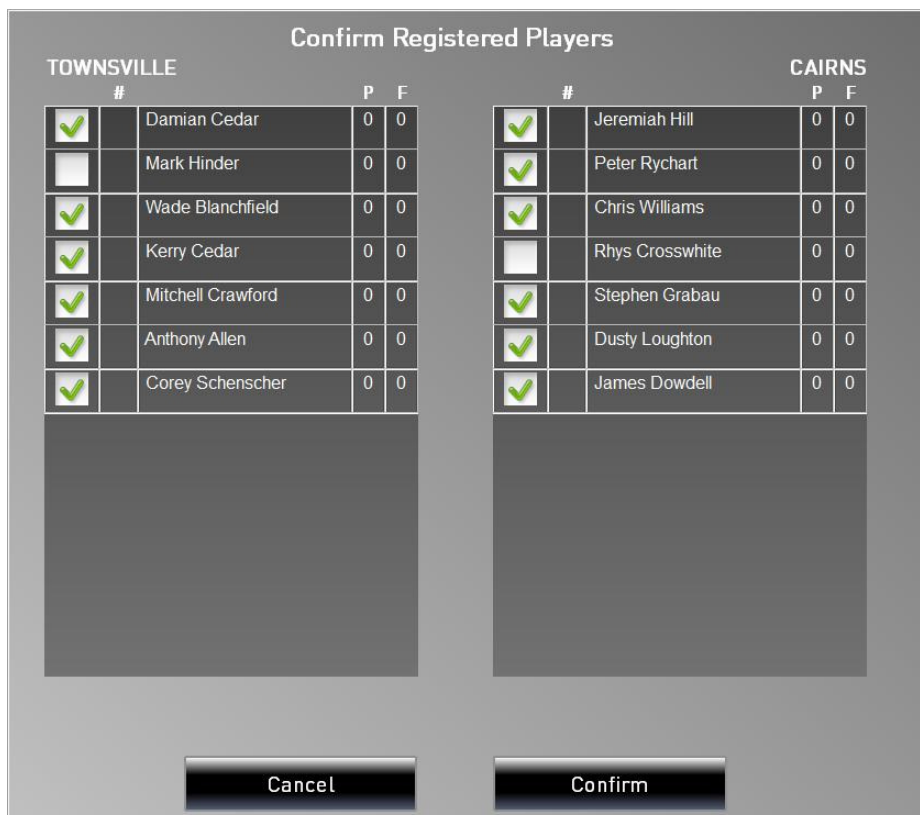 Confirm Registered Players
TOWNSVILLE
# P F
Damian Cedar 0 0
Mark Hinder 0 0
Wade Blanchfield 0 0
Kerry Cedar 0 0
Mitchell Crawford 0 0
Anthony Allen 0 0
Corey Schenscher 0 0
CAIRNS
# P F
Jeremiah Hill 0 0
Peter Rychart 0 0
Chris Williams 0 0
Rhys Crosswhite 0 0
Stephen Grabau 0 0
Dusty Loughton 0 0
James Dowdell 0 0
Cancel
Confirm